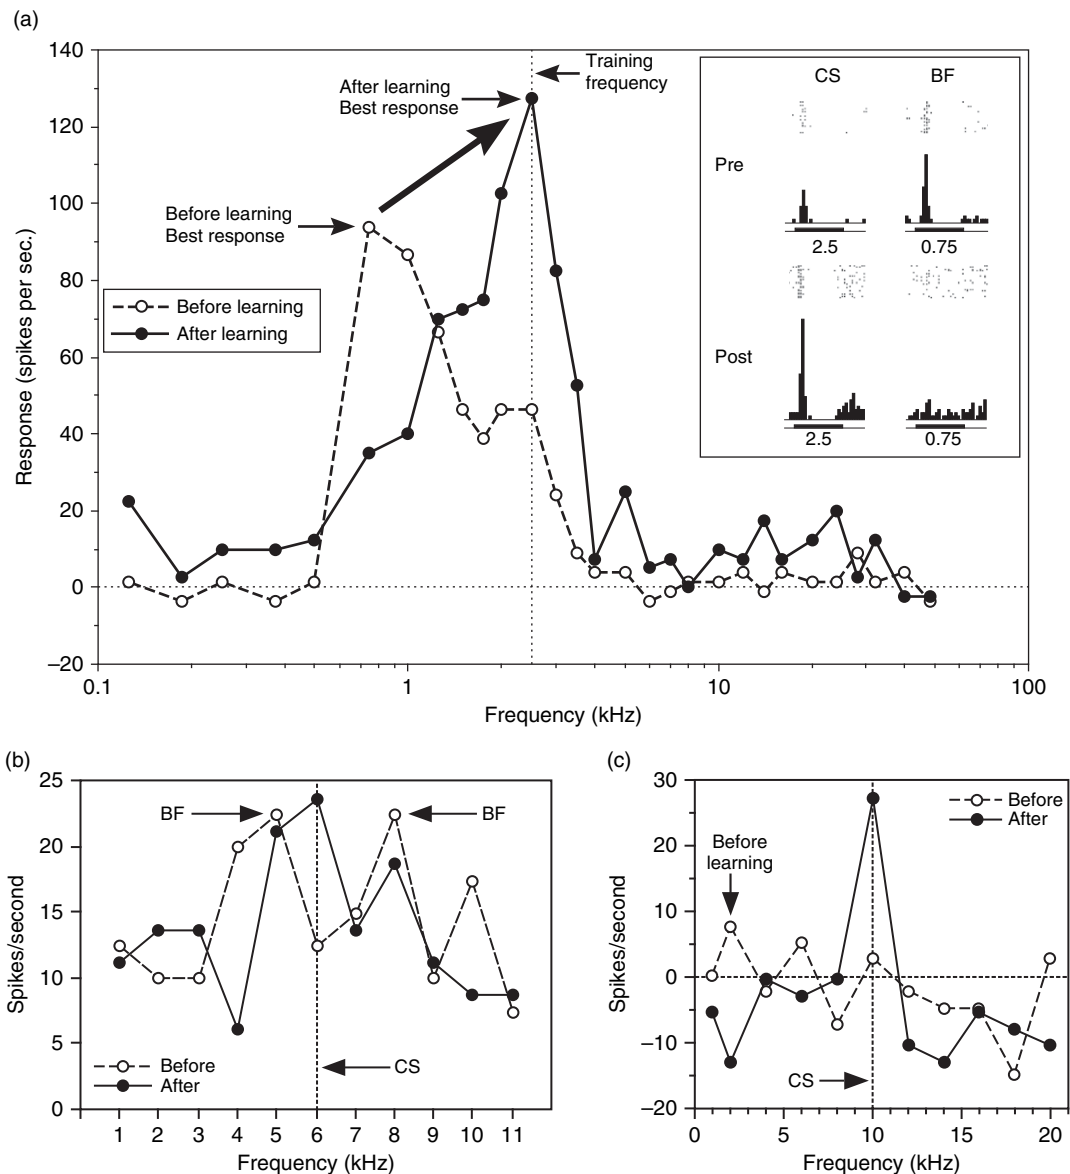 (a)
140
120
100
80
60
40
20
0
–20
Response (spikes per sec.)
Training
frequency
After learning
Best response
Before learning
Best response
Before learning
After learning
CS
BF
Pre
2.5
0.75
Post
2.5
0.75
0.1
1
10
100
Frequency (kHz)
(b)
25
20
15
10
5
0
Spikes/second
BF
BF
CS
Before
After
1
2
3
4
5
6
7
8
9
10
11
Frequency (kHz)
(c)
30
20
10
0
–10
–20
Spikes/second
Before
After
Before
learning
CS
0
5
10
15
20
Frequency (kHz)